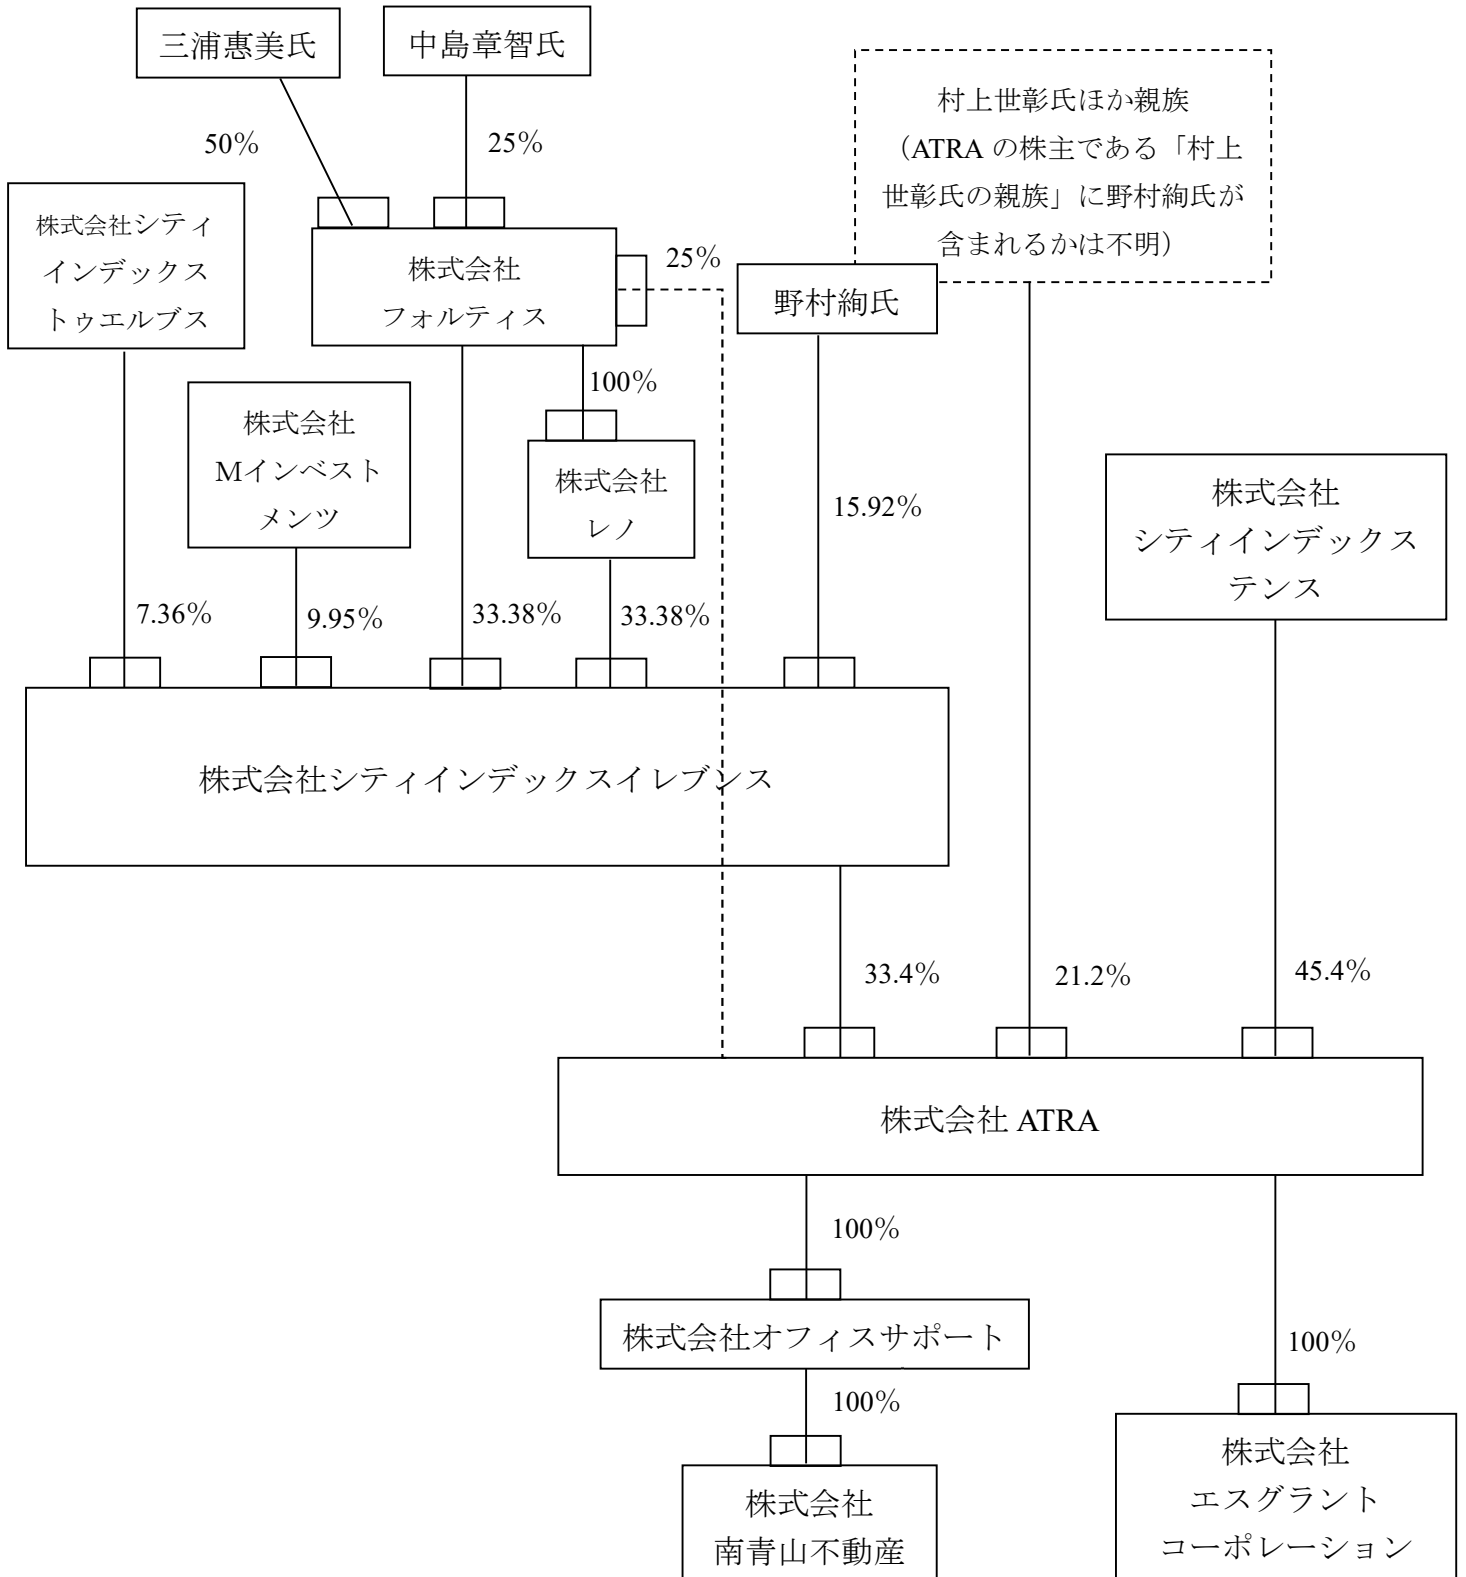 三浦惠美氏
中島章智氏
村上世彰氏ほか親族
（ATRA の株主である「村上
世彰氏の親族」に野村絢氏が
含まれるかは不明）
50%
25%
株式会社シティ
インデックス
トゥエルブス
株式会社
フォルティス
25%
野村絢氏
100%
株式会社
Mインベスト
メンツ
株式会社
レノ
15.92%
株式会社
シティインデックス
テンス
7.36%
9.95%
33.38%
33.38%
株式会社シティインデックスイレブンス
33.4%
21.2%
45.4%
株式会社 ATRA
100%
株式会社オフィスサポート
100%
100%
株式会社
南青山不動産
株式会社
エスグラント
コーポレーション